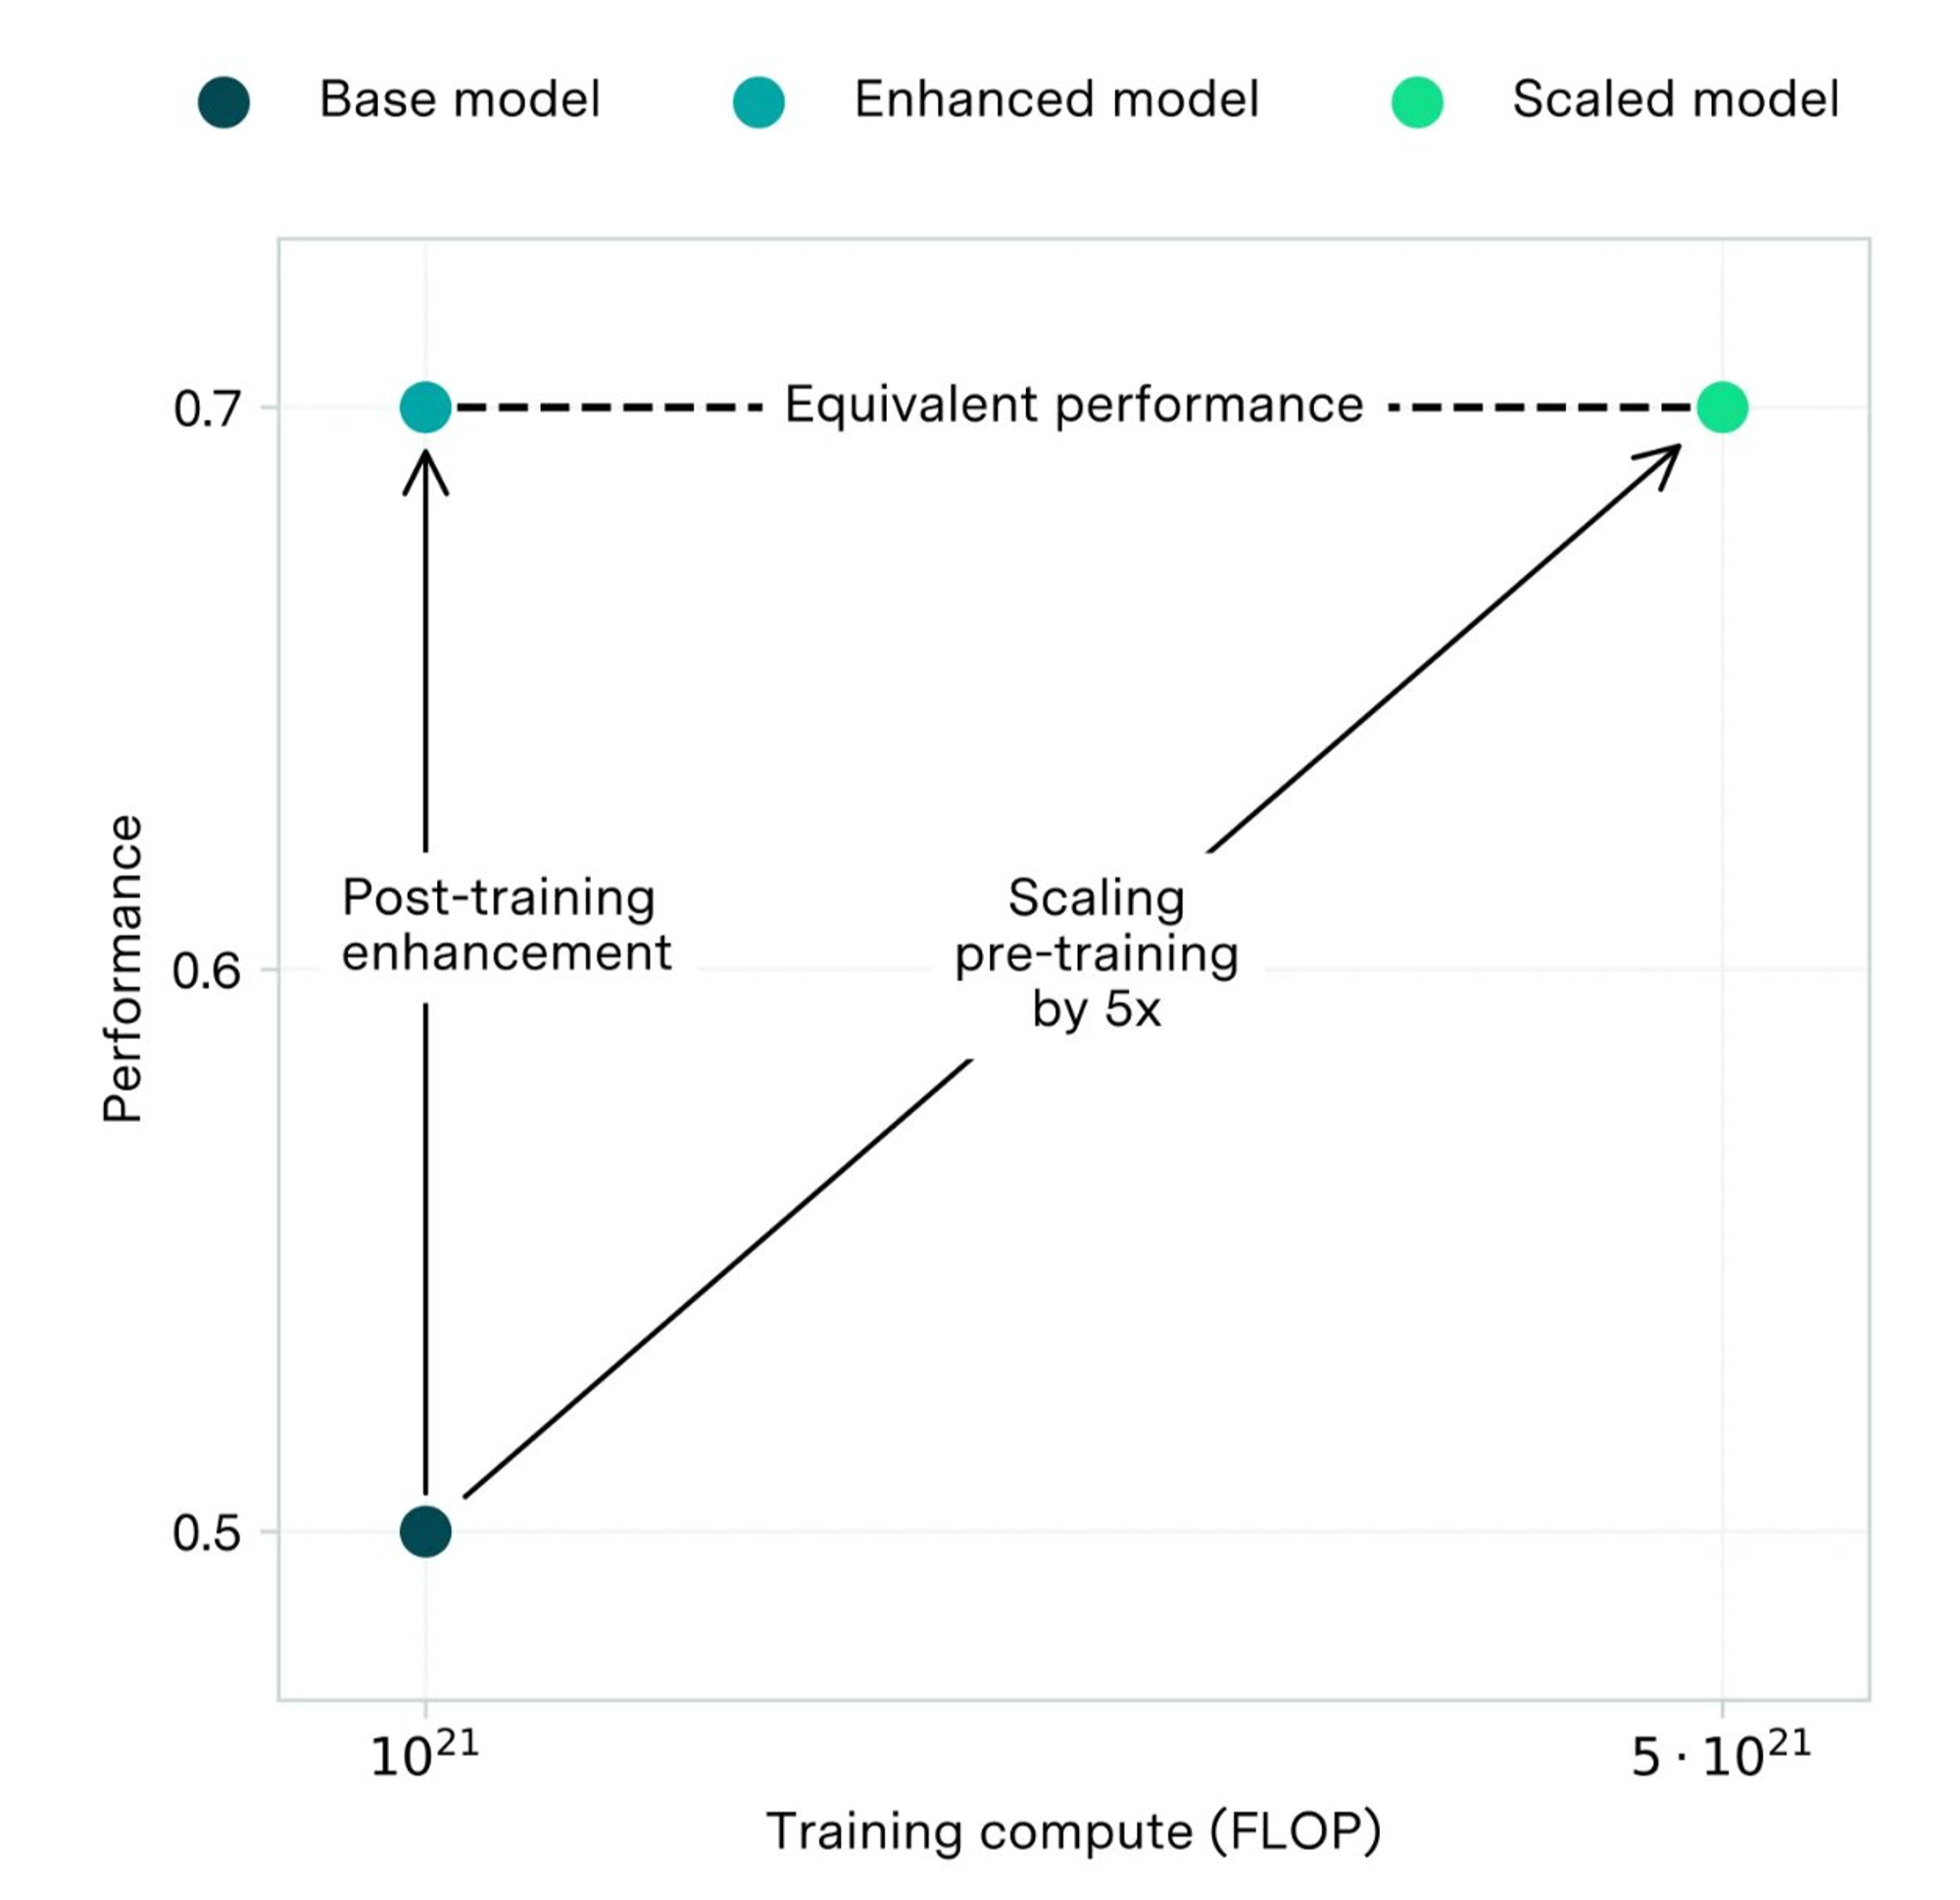 Base model
Enhanced model
Scaled model
0.7
Equivalent performance
Post-training
enhancement
Scaling
pre-training
by 5x
Performance
0.6
0.5
10²¹
5 · 10²¹
Training compute (FLOP)